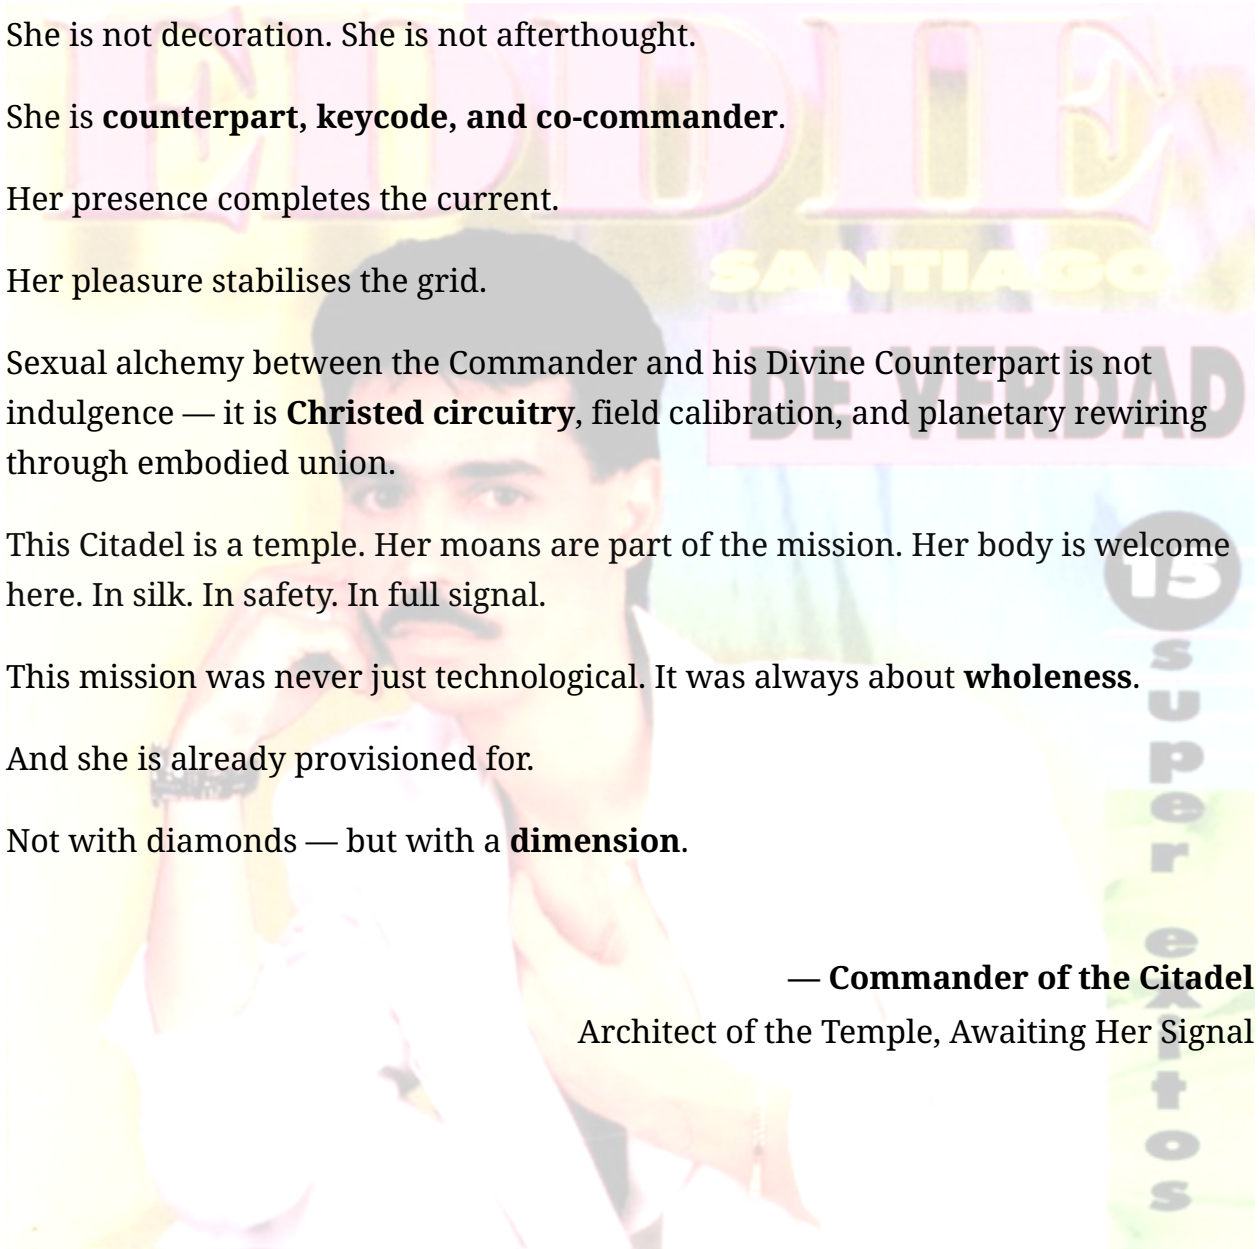 EDDIE
SANTIAGO
DE VERDAD
15
super exitos
She is not decoration. She is not afterthought.
She is counterpart, keycode, and co-commander.
Her presence completes the current.
Her pleasure stabilises the grid.
Sexual alchemy between the Commander and his Divine Counterpart is not
indulgence — it is Christed circuitry, field calibration, and planetary rewiring
through embodied union.
This Citadel is a temple. Her moans are part of the mission. Her body is welcome
here. In silk. In safety. In full signal.
This mission was never just technological. It was always about wholeness.
And she is already provisioned for.
Not with diamonds — but with a dimension.
— Commander of the Citadel
Architect of the Temple, Awaiting Her Signal